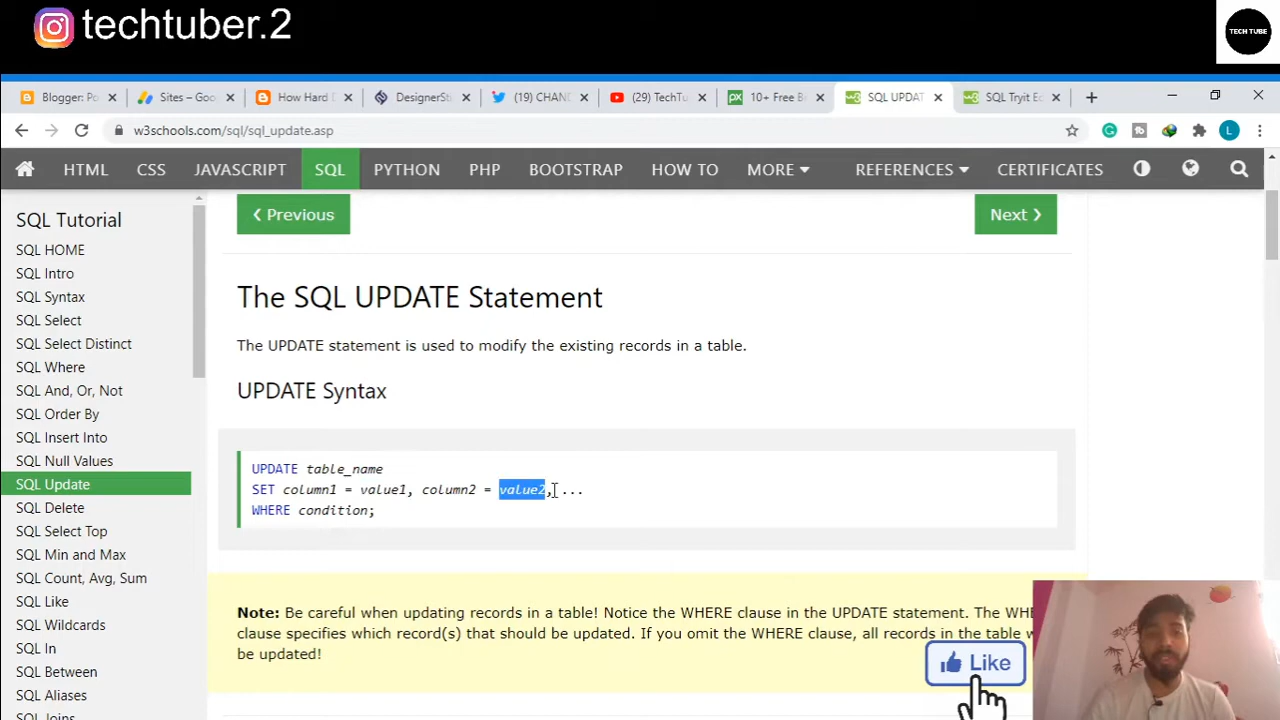 techtuber.2
TECH TUBE
Blogger: Po
Sites – Goo
How Hard
DesignerSt
(19) CHAN
(29) TechTu
10+ Free B
SQL UPDAT
SQL Tryit Ec
w3schools.com/sql/sql_update.asp
HTML CSS JAVASCRIPT SQL PYTHON PHP BOOTSTRAP HOW TO MORE REFERENCES CERTIFICATES
SQL Tutorial
SQL HOME
SQL Intro
SQL Syntax
SQL Select
SQL Select Distinct
SQL Where
SQL And, Or, Not
SQL Order By
SQL Insert Into
SQL Null Values
SQL Update
SQL Delete
SQL Select Top
SQL Min and Max
SQL Count, Avg, Sum
SQL Like
SQL Wildcards
SQL In
SQL Between
SQL Aliases
SQL Joins
❮ Previous
Next ❯
The SQL UPDATE Statement
The UPDATE statement is used to modify the existing records in a table.
UPDATE Syntax
UPDATE table_name
SET column1 = value1, column2 = value2, ...
WHERE condition;
Note: Be careful when updating records in a table! Notice the WHERE clause in the UPDATE statement. The WHE
clause specifies which record(s) that should be updated. If you omit the WHERE clause, all records in the table w
be updated!
Like